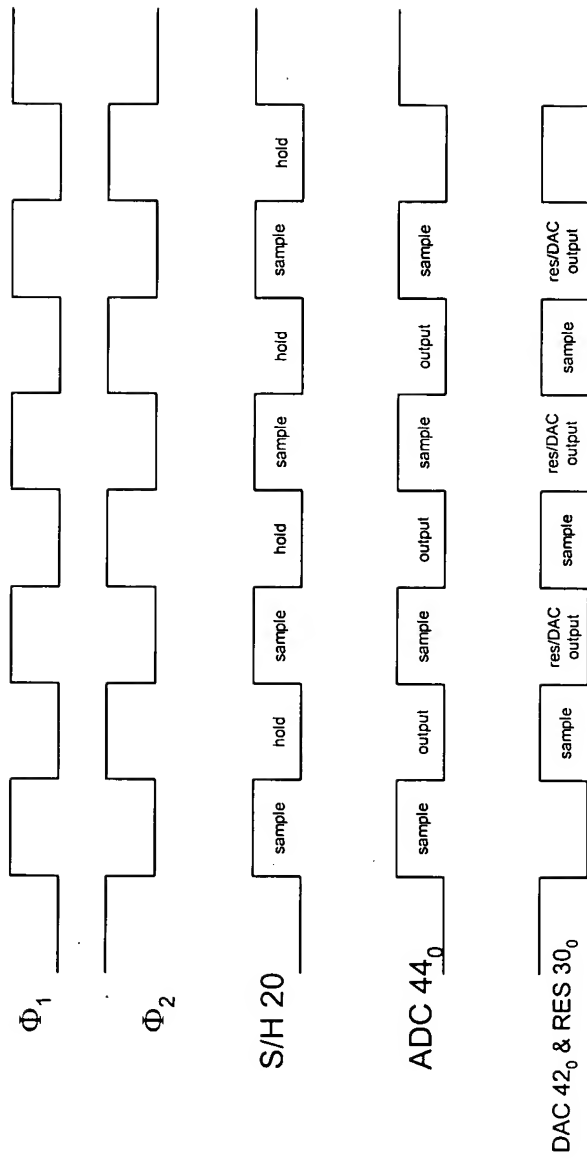 Φ₁
Φ₂
S/H 20
sample hold sample hold sample hold sample hold
ADC 44₀
sample output sample output sample output sample
DAC 42₀ & RES 30₀
sample res/DAC output sample res/DAC output sample res/DAC output